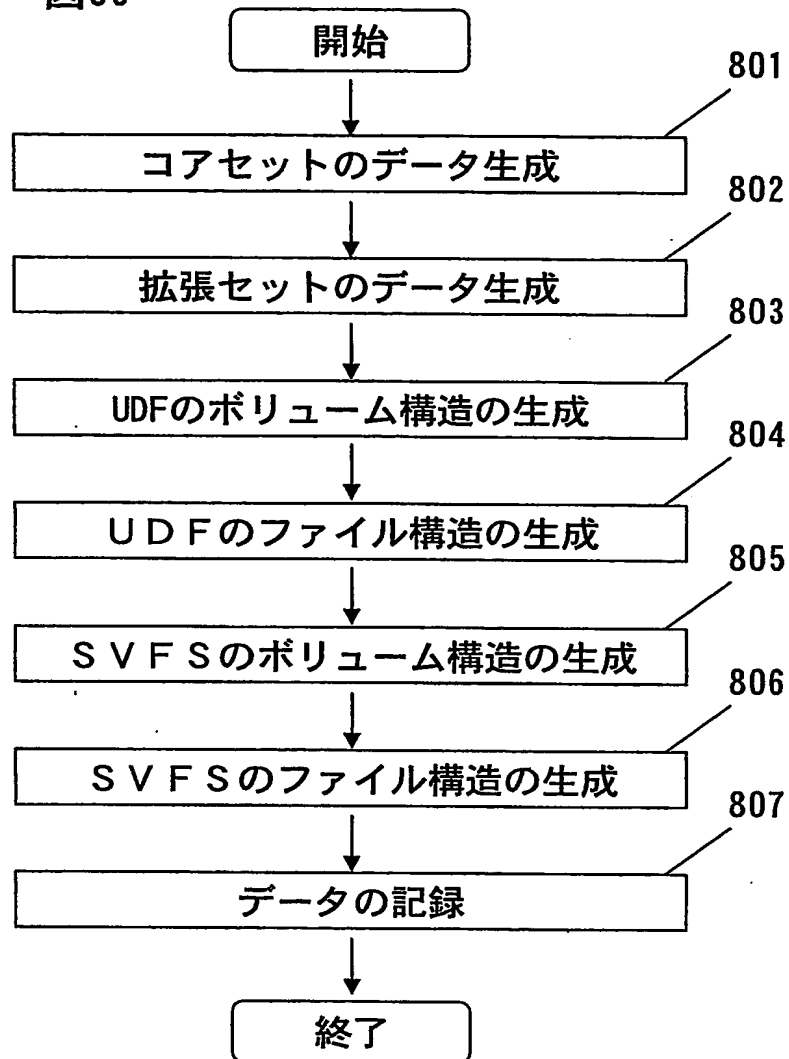 開始
801
コアセットのデータ生成
802
拡張セットのデータ生成
803
UDFのボリューム構造の生成
804
ＵＤＦのファイル構造の生成
805
ＳＶＦＳのボリューム構造の生成
806
ＳＶＦＳのファイル構造の生成
807
データの記録
終了